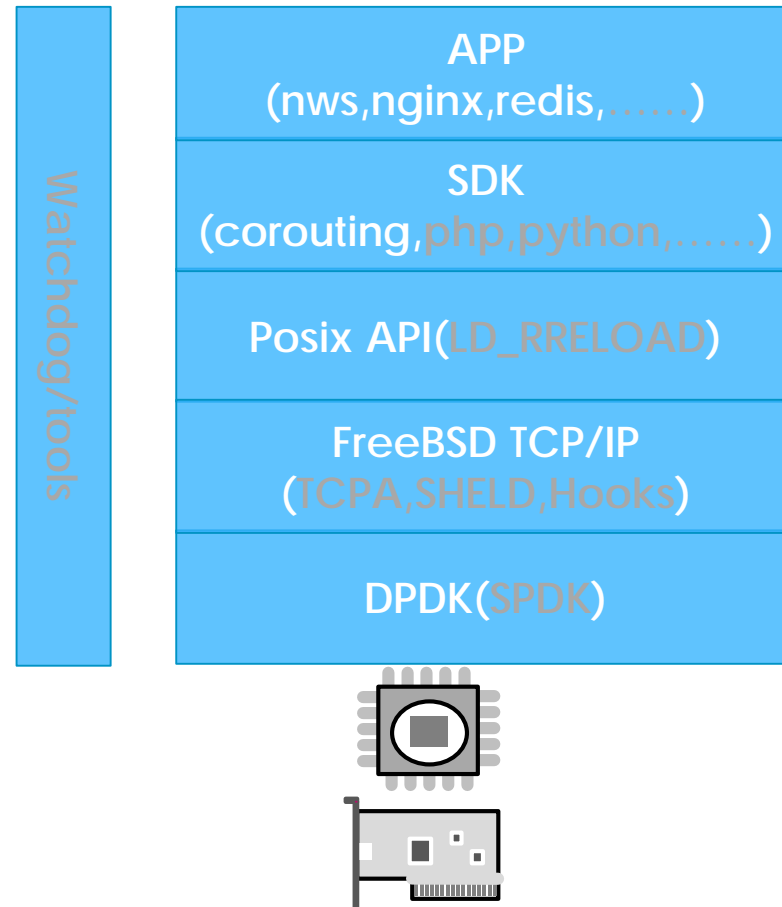 Watchdog/tools
APP
(nws,nginx,redis,......)
SDK
(corouting,php,python,......)
Posix API(LD_RRELOAD)
FreeBSD TCP/IP
(TCPA,SHELD,Hooks)
DPDK(SPDK)